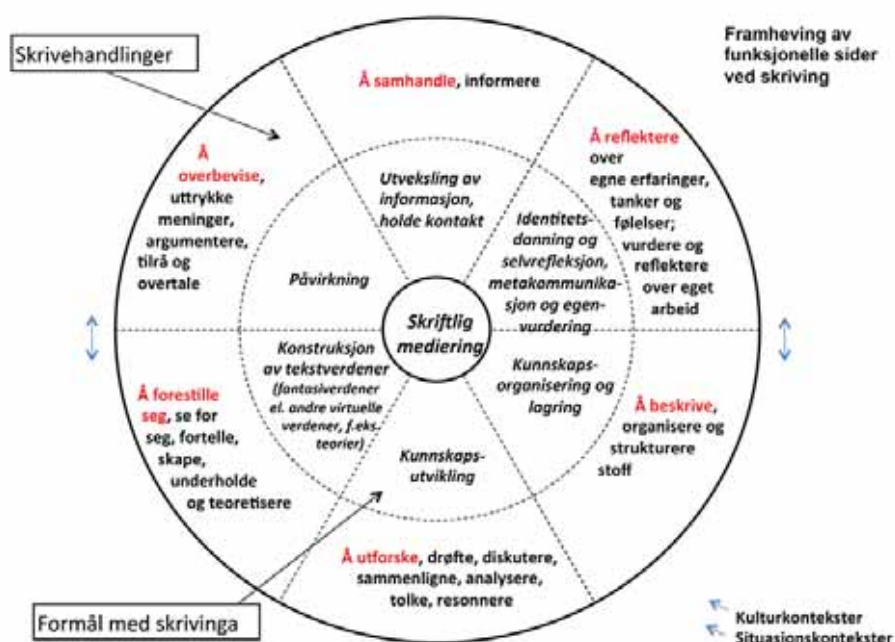 Skrivehandlinger
Framheving av
funksjonelle sider
ved skriving
Å samhandle, informere
Å
overbevise,
uttrykke
meninger,
argumentere,
tilrå og
overtale
Å reflektere
over
egne erfaringer,
tanker og
følelser;
vurdere og
reflektere
over eget
arbeid
Utveksling av
informasjon,
holde kontakt
Identitets-
danning og
selvrefleksjon,
metakommunika-
sjon og egen-
vurdering
Påvirkning
Skriftlig
mediering
Konstruksjon
av tekstverdener
(fantasiverdener
el. andre virtuelle
verdener, f.eks.
teorier)
Kunnskaps-
organisering og
lagring
Kunnskaps-
utvikling
Å forestille
seg, se for
seg, fortelle,
skape,
underholde
og teoretisere
Å beskrive,
organisere og
strukturere
stoff
Å utforske, drøfte, diskutere,
sammenligne, analysere,
tolke, resonnere
Formål med skrivinga
Kulturkontekster
Situasjonskontekster